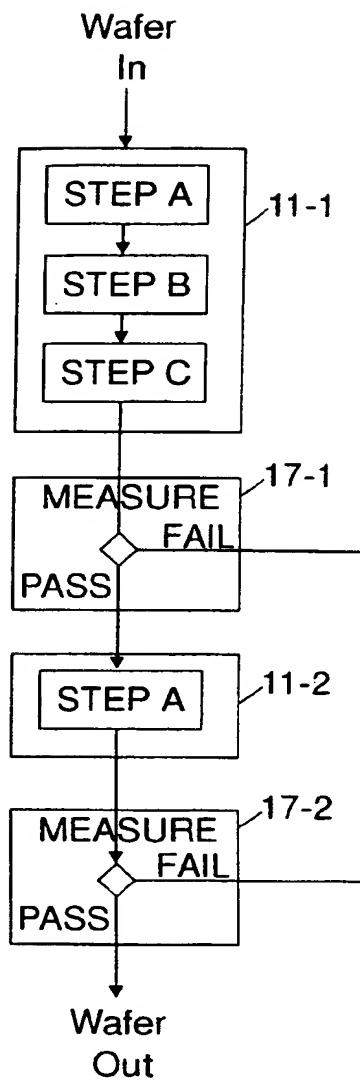 Wafer
In
STEP A
11-1
STEP B
STEP C
17-1
MEASURE
FAIL
PASS
11-2
STEP A
17-2
MEASURE
FAIL
PASS
Wafer
Out